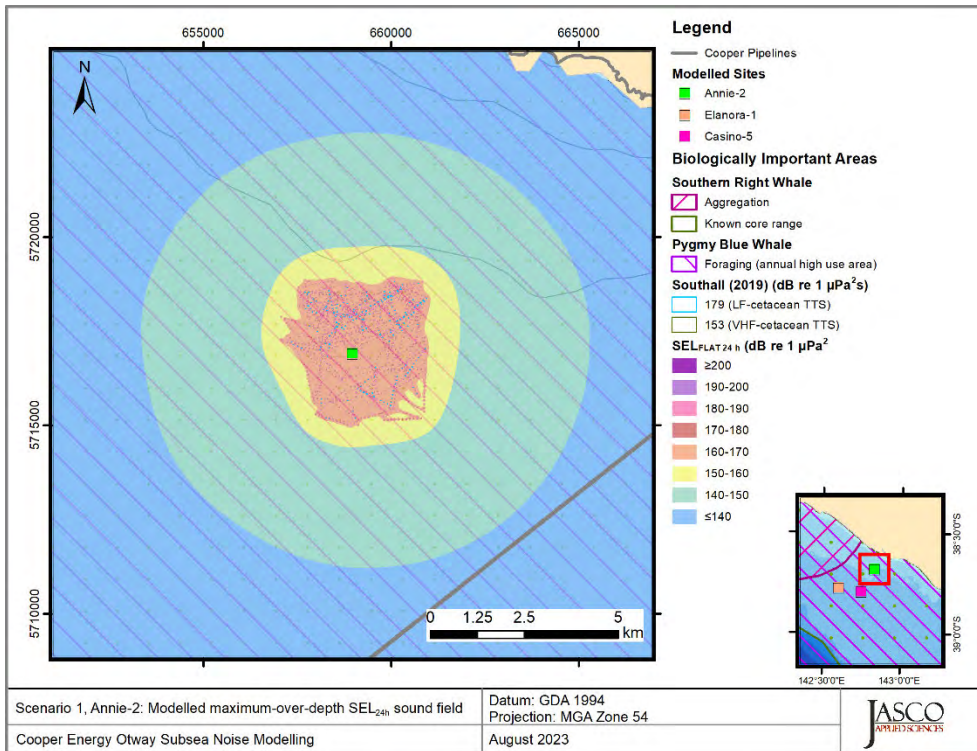 655000 660000 665000
N
5720000
5715000
5710000
0 1.25 2.5 5
km
Legend
Cooper Pipelines
Modelled Sites
Annie-2
Elanora-1
Casino-5
Biologically Important Areas
Southern Right Whale
Aggregation
Known core range
Pygmy Blue Whale
Foraging (annual high use area)
Southall (2019) (dB re 1 µPa²s)
179 (LF-cetacean TTS)
153 (VHF-cetacean TTS)
SELFLAT 24 h (dB re 1 µPa²
≥200
190-200
180-190
170-180
160-170
150-160
140-150
≤140
38°30'0"S
39°0'0"S
142°30'0"E 143°0'0"E
Scenario 1, Annie-2: Modelled maximum-over-depth SEL24h sound field
Cooper Energy Otway Subsea Noise Modelling
Datum: GDA 1994
Projection: MGA Zone 54
August 2023
JASCO
APPLIED SCIENCES